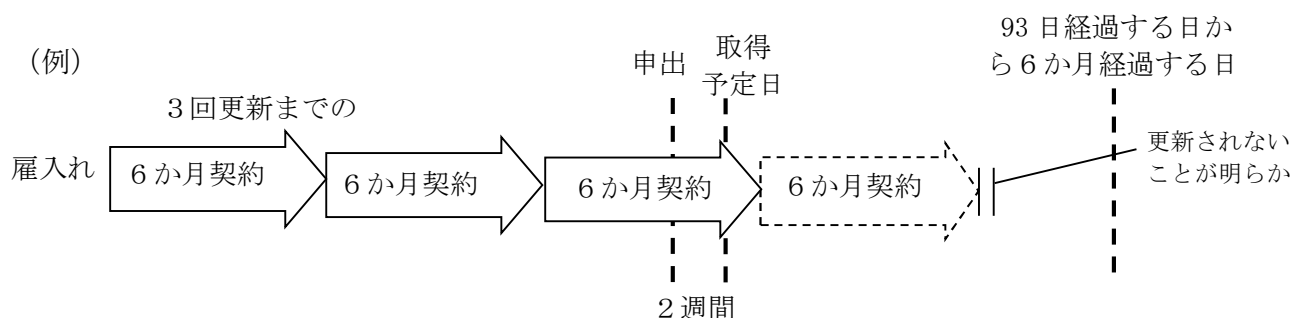 （例）
申出
取得
予定日
93 日経過する日か
ら６か月経過する日
３回更新までの
雇入れ
６か月契約
６か月契約
６か月契約
６か月契約
更新されない
ことが明らか
２週間